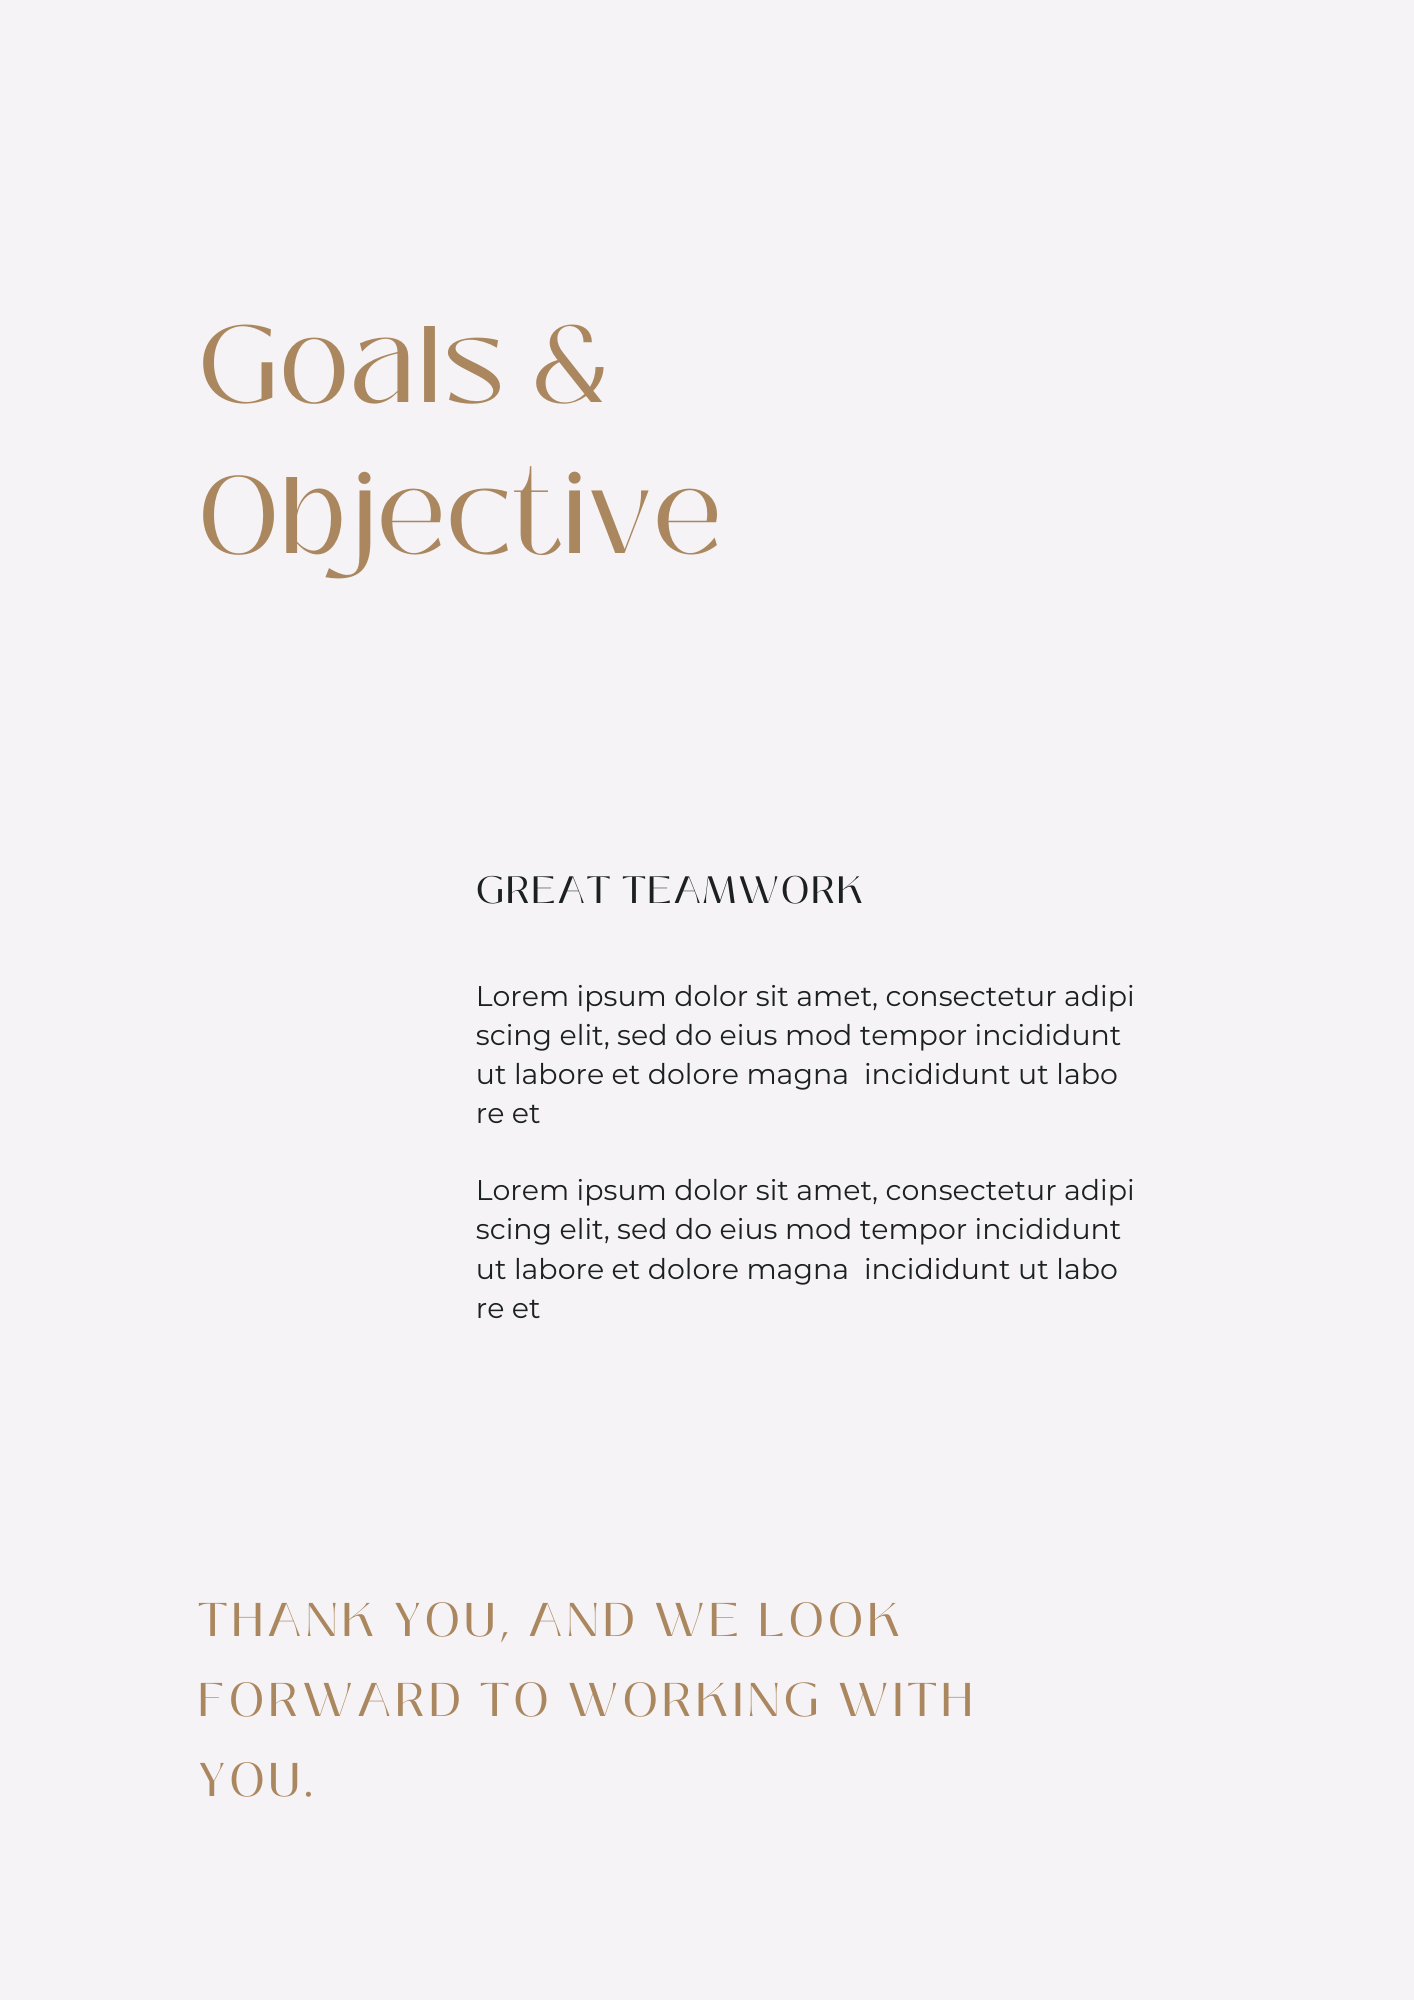 Goals &
Objective
GREAT TEAMWORK
Lorem ipsum dolor sit amet, consectetur adipi
scing elit, sed do eius mod tempor incididunt
ut labore et dolore magna  incididunt ut labo
re et
Lorem ipsum dolor sit amet, consectetur adipi
scing elit, sed do eius mod tempor incididunt
ut labore et dolore magna  incididunt ut labo
re et
THANK YOU, AND WE LOOK
FORWARD TO WORKING WITH
YOU.